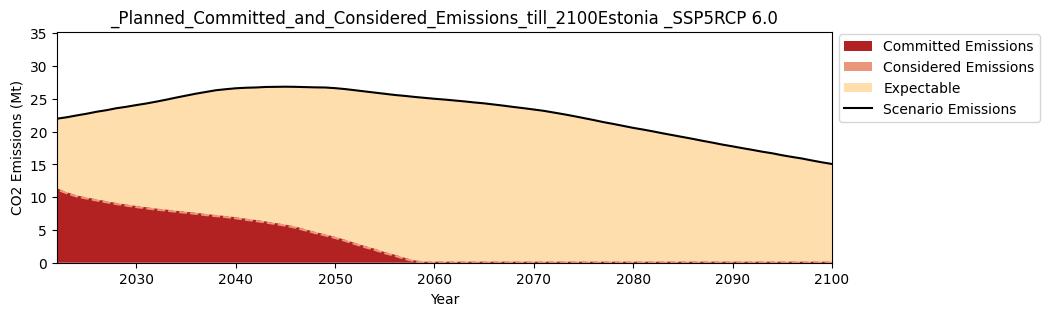 _Planned_Committed_and_Considered_Emissions_till_2100Estonia _SSP5RCP 6.0
CO2 Emissions (Mt)
35
30
25
20
15
10
5
0
2030 2040 2050 2060 2070 2080 2090 2100
Year
Committed Emissions
Considered Emissions
Expectable
Scenario Emissions